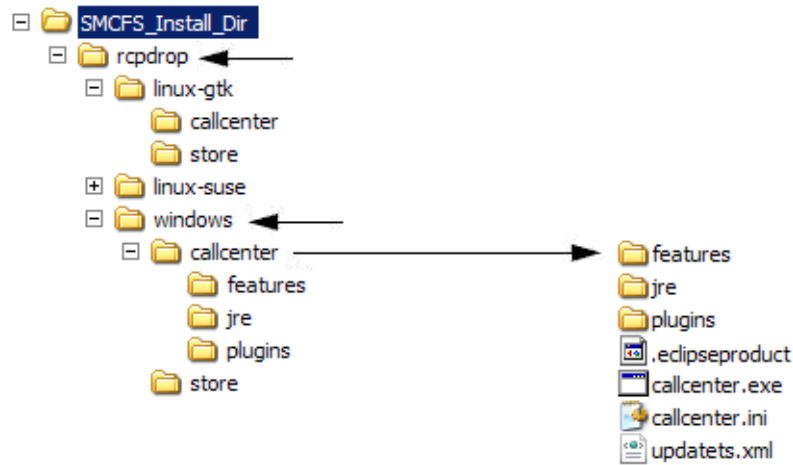 SMCFS_Install_Dir
rcpdrop
linux-gtk
callcenter
store
linux-suse
windows
callcenter
features
jre
plugins
store
features
jre
plugins
.eclipseproduct
callcenter.exe
callcenter.ini
updatets.xml